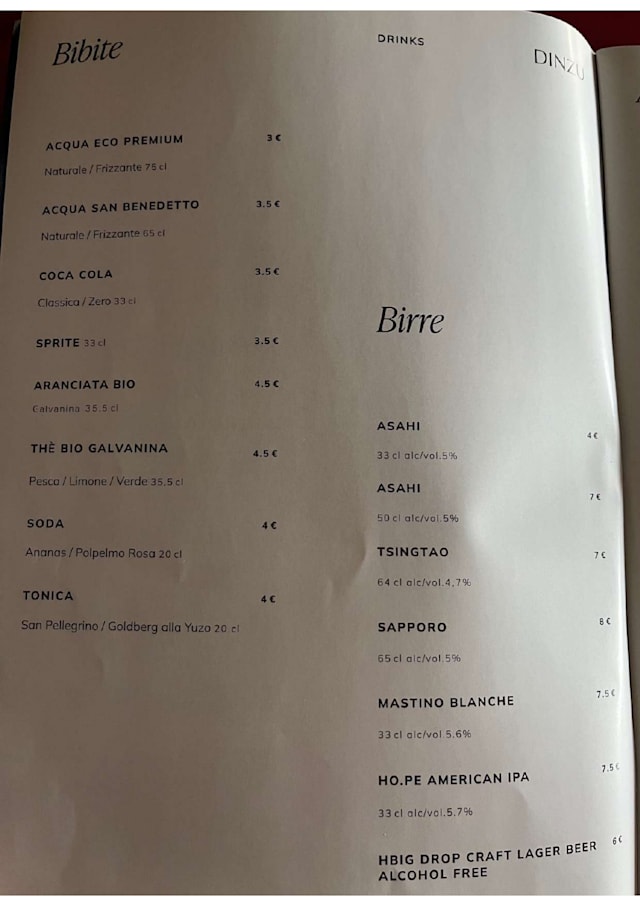 Bibite
DRINKS
DINZU
ACQUA ECO PREMIUM 3 €
Naturale / Frizzante 75 cl
ACQUA SAN BENEDETTO 3.5 €
Naturale / Frizzante 65 cl
COCA COLA 3.5 €
Classica / Zero 33 cl
SPRITE 33 cl 3.5 €
ARANCIATA BIO 4.5 €
Galvanina 35.5 cl
THÈ BIO GALVANINA 4.5 €
Pesca / Limone / Verde 35,5 cl
SODA 4 €
Ananas / Polpelmo Rosa 20 cl
TONICA 4 €
San Pellegrino / Goldberg alla Yuzo 20 cl
Birre
ASAHI 4 €
33 cl alc/vol.5%
ASAHI 7 €
50 cl alc/vol.5%
TSINGTAO 7 €
64 cl alc/vol.4,7%
SAPPORO 8 €
65 cl alc/vol.5%
MASTINO BLANCHE 7.5 €
33 cl alc/vol.5.6%
HO.PE AMERICAN IPA 7.5 €
33 cl alc/vol.5.7%
HBIG DROP CRAFT LAGER BEER 6 €
ALCOHOL FREE